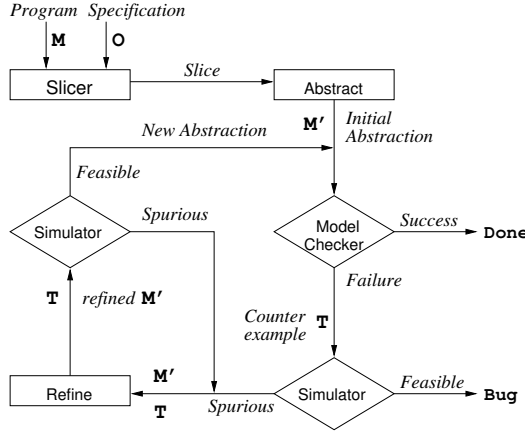 Program
Specification
M
O
Slicer
Slice
Abstract
M'
Initial
Abstraction
New Abstraction
Feasible
Simulator
Spurious
Model
Checker
Success
Done
Failure
T
refined M'
Counter
example
T
Refine
M'
T
Spurious
Simulator
Feasible
Bug